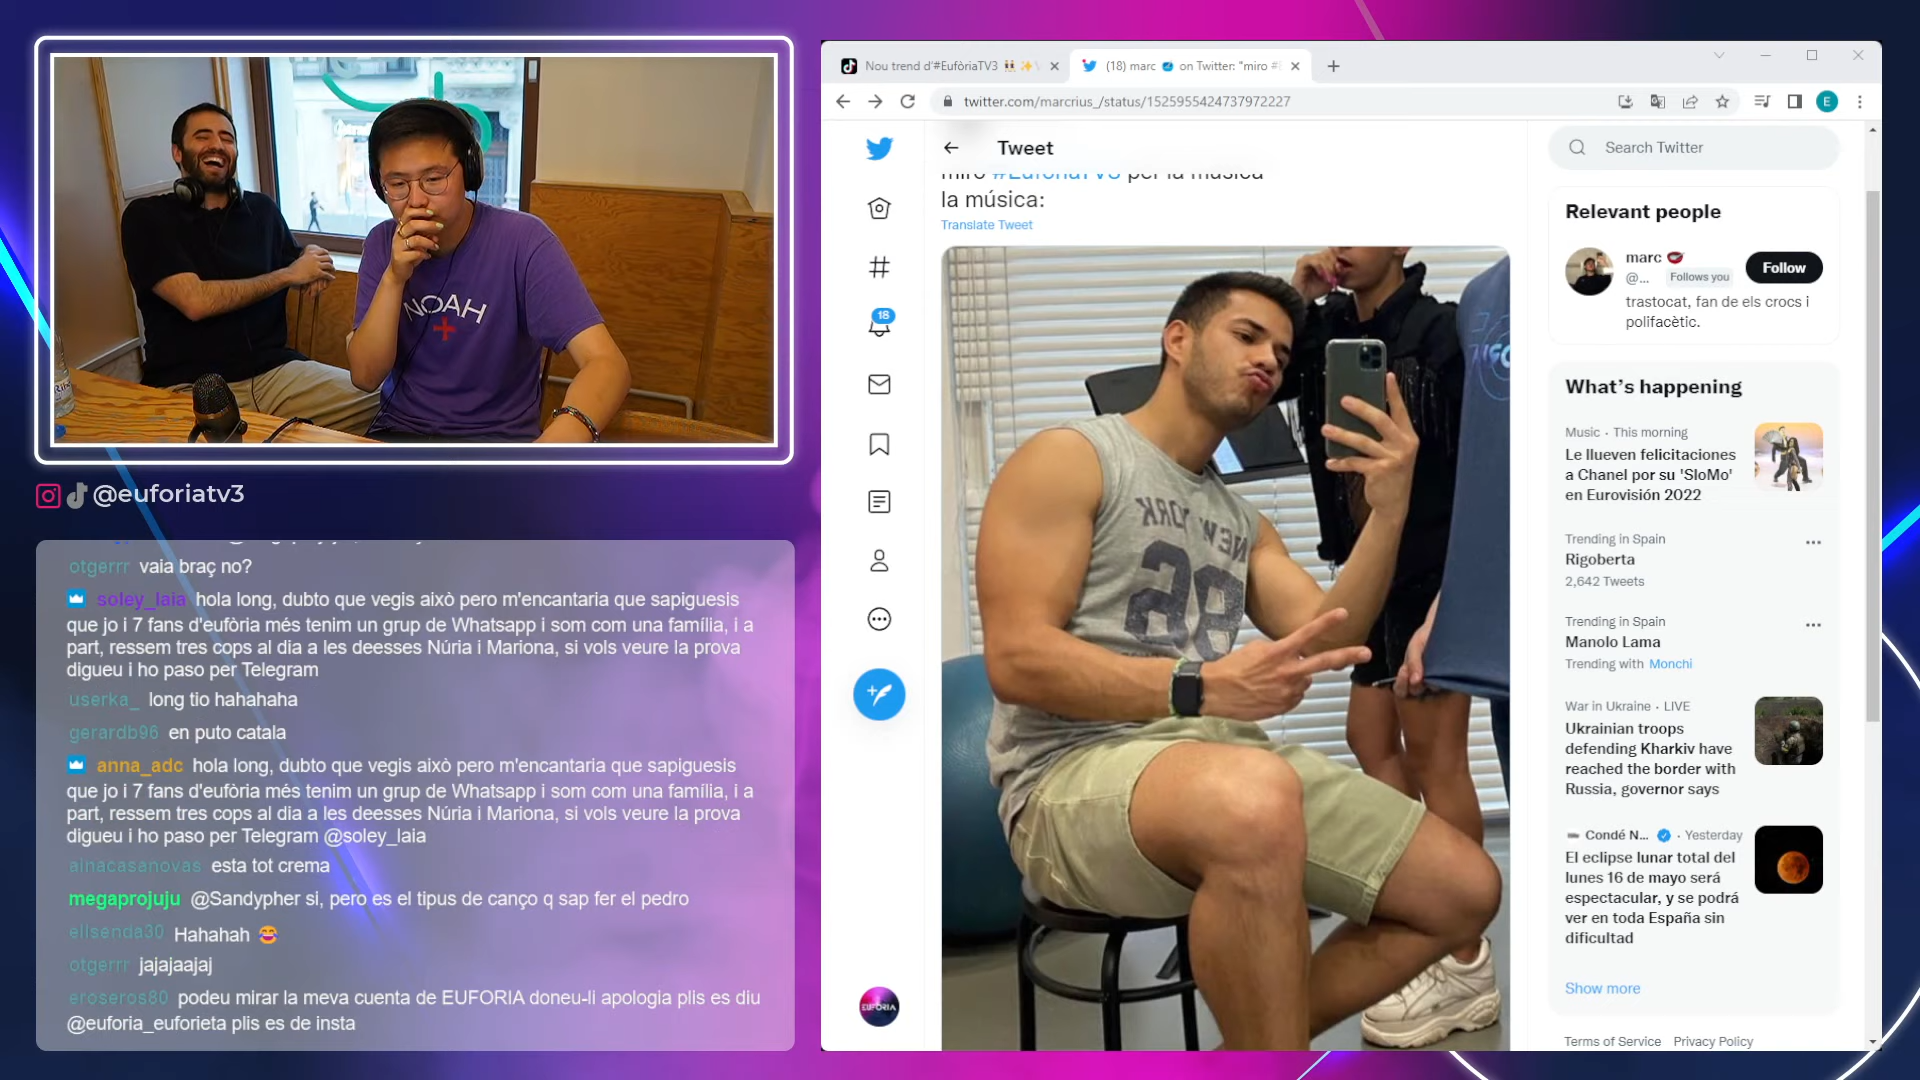 NOAH
@euforiatv3
otgerrr vaia braç no?
soley_laia hola long, dubto que vegis això pero m'encantaria que sapiguesis
que jo i 7 fans d'eufòria més tenim un grup de Whatsapp i som com una família, i a
part, ressem tres cops al dia a les deesses Núria i Mariona, si vols veure la prova
digueu i ho paso per Telegram
userka_ long tio hahahaha
gerardb96 en puto catala
anna_adc hola long, dubto que vegis això pero m'encantaria que sapiguesis
que jo i 7 fans d'eufòria més tenim un grup de Whatsapp i som com una família, i a
part, ressem tres cops al dia a les deesses Núria i Mariona, si vols veure la prova
digueu i ho paso per Telegram @soley_laia
ainacasanovas esta tot crema
megaprojuju @Sandypher si, pero es el tipus de canço q sap fer el pedro
elisenda30 Hahahah
otgerrr jajajaajaj
eroseros80 podeu mirar la meva cuenta de EUFORIA doneu-li apologia plis es diu
@euforia_euforieta plis es de insta
Nou trend d'#EufòriaTV3
(18) marc on Twitter: "miro #
twitter.com/marcrius_/status/1525955424737972227
E
18
EUFORIA
Tweet
miro #EufòriaTV3 per la música
la música:
Translate Tweet
NEW YORK
86
Search Twitter
Relevant people
marc
@... Follows you
Follow
trastocat, fan de els crocs i
polifacètic.
What's happening
Music · This morning
Le llueven felicitaciones
a Chanel por su 'SloMo'
en Eurovisión 2022
Trending in Spain
Rigoberta
2,642 Tweets
Trending in Spain
Manolo Lama
Trending with Monchi
War in Ukraine · LIVE
Ukrainian troops
defending Kharkiv have
reached the border with
Russia, governor says
Condé N... · Yesterday
El eclipse lunar total del
lunes 16 de mayo será
espectacular, y se podrá
ver en toda España sin
dificultad
Show more
Terms of Service Privacy Policy